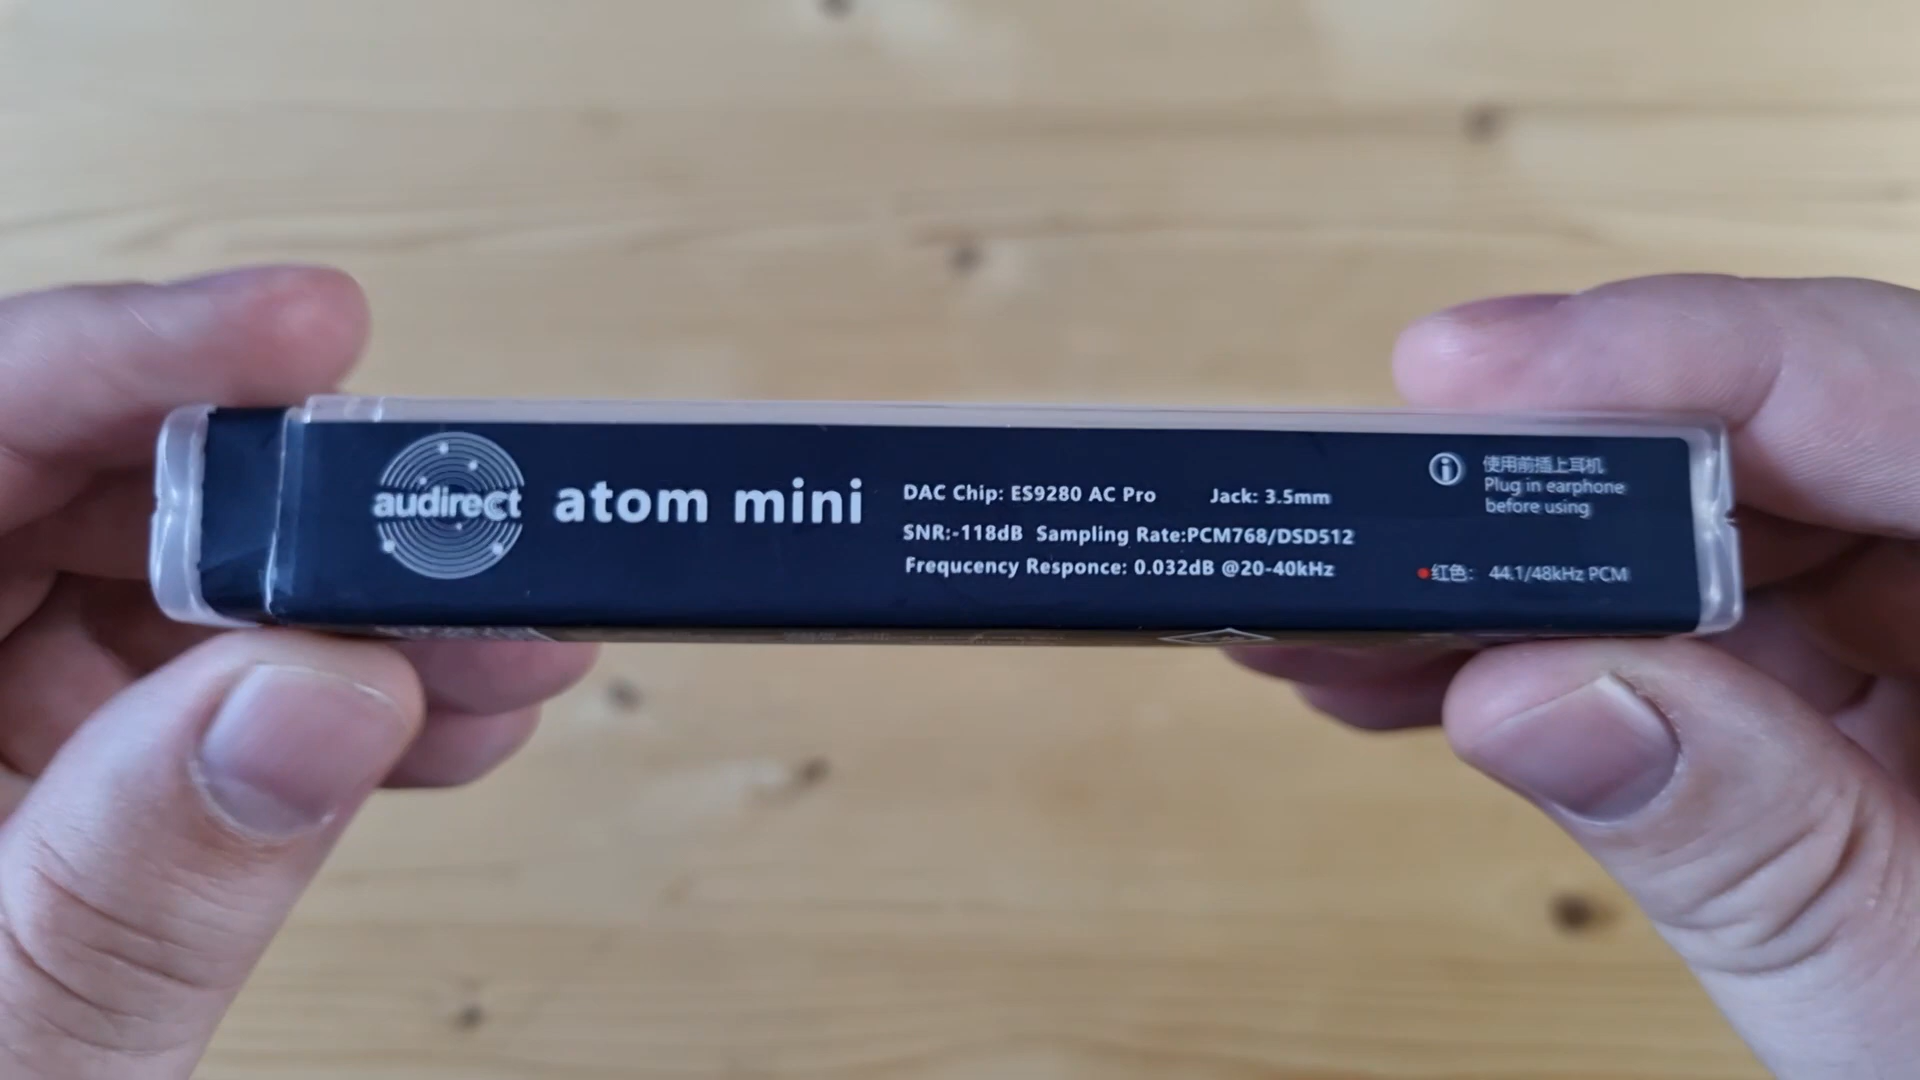 audirect
atom mini
DAC Chip: ES9280 AC Pro Jack: 3.5mm
SNR:-118dB Sampling Rate:PCM768/DSD512
Frequcency Responce: 0.032dB @20-40kHz
使用前插上耳机
Plug in earphone
before using
红色: 44.1/48kHz PCM